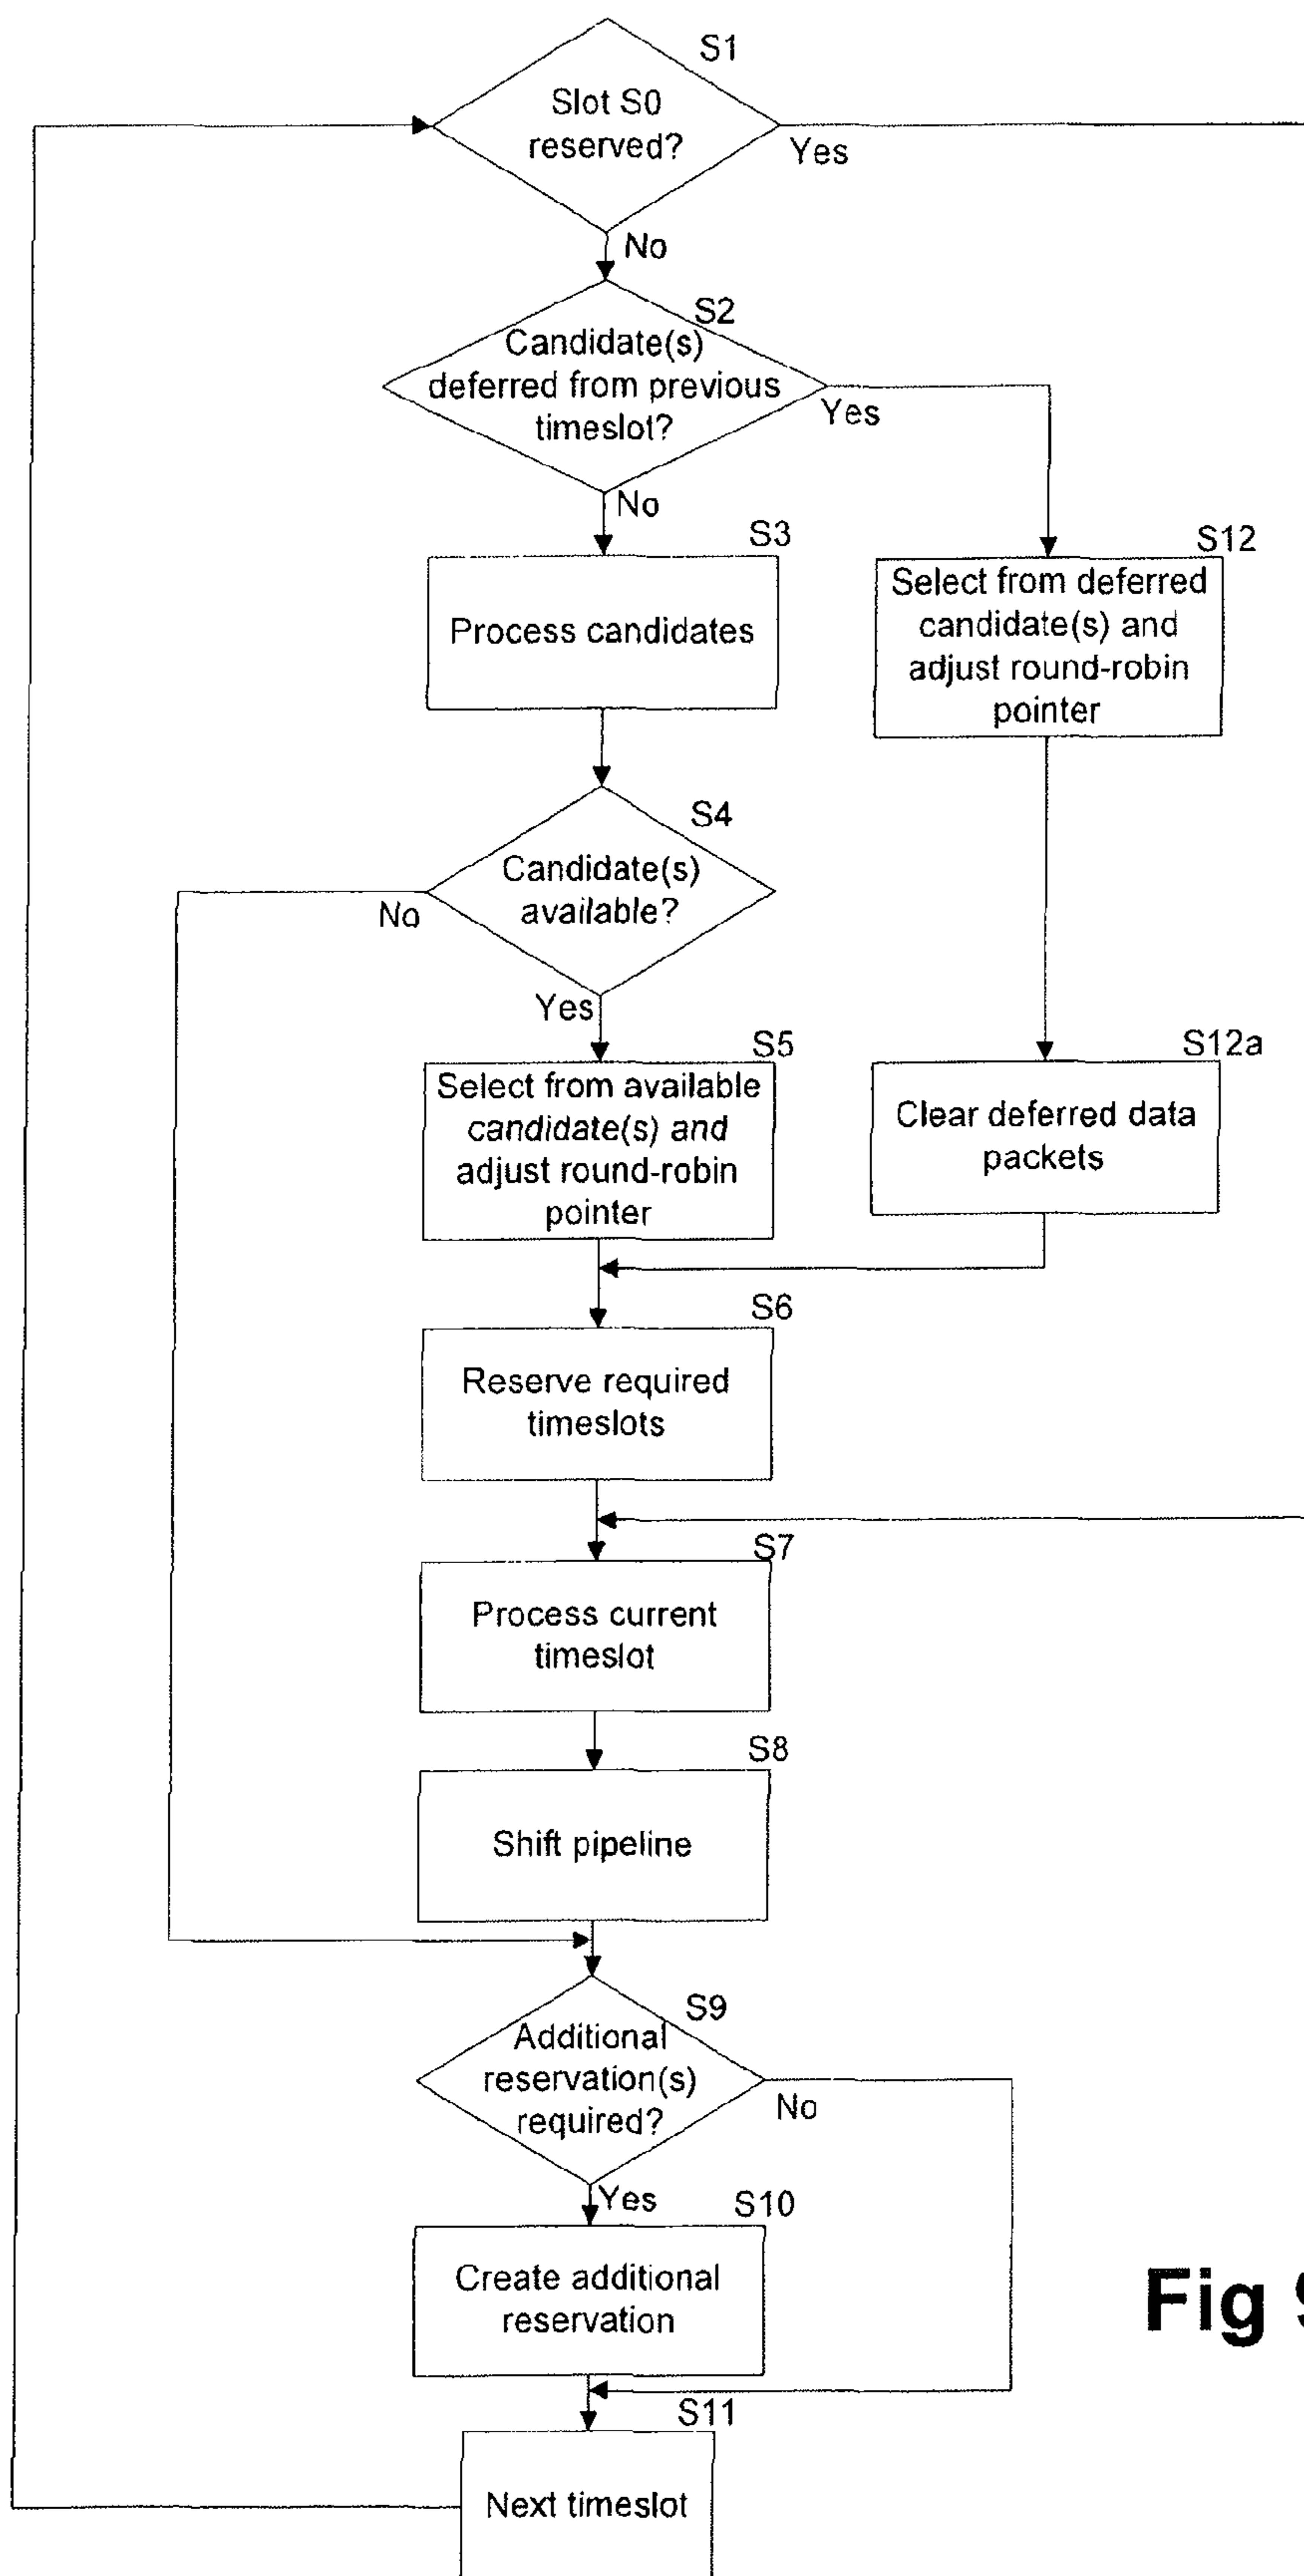 S1
Slot S0
reserved?
Yes
No
S2
Candidate(s)
deferred from previous
timeslot?
Yes
No
S3
Process candidates
S12
Select from deferred
candidate(s) and
adjust round-robin
pointer
S4
Candidate(s)
available?
No
Yes
S5
Select from available
candidate(s) and
adjust round-robin
pointer
S12a
Clear deferred data
packets
S6
Reserve required
timeslots
S7
Process current
timeslot
S8
Shift pipeline
S9
Additional
reservation(s)
required?
No
Yes
S10
Create additional
reservation
Fig
S11
Next timeslot